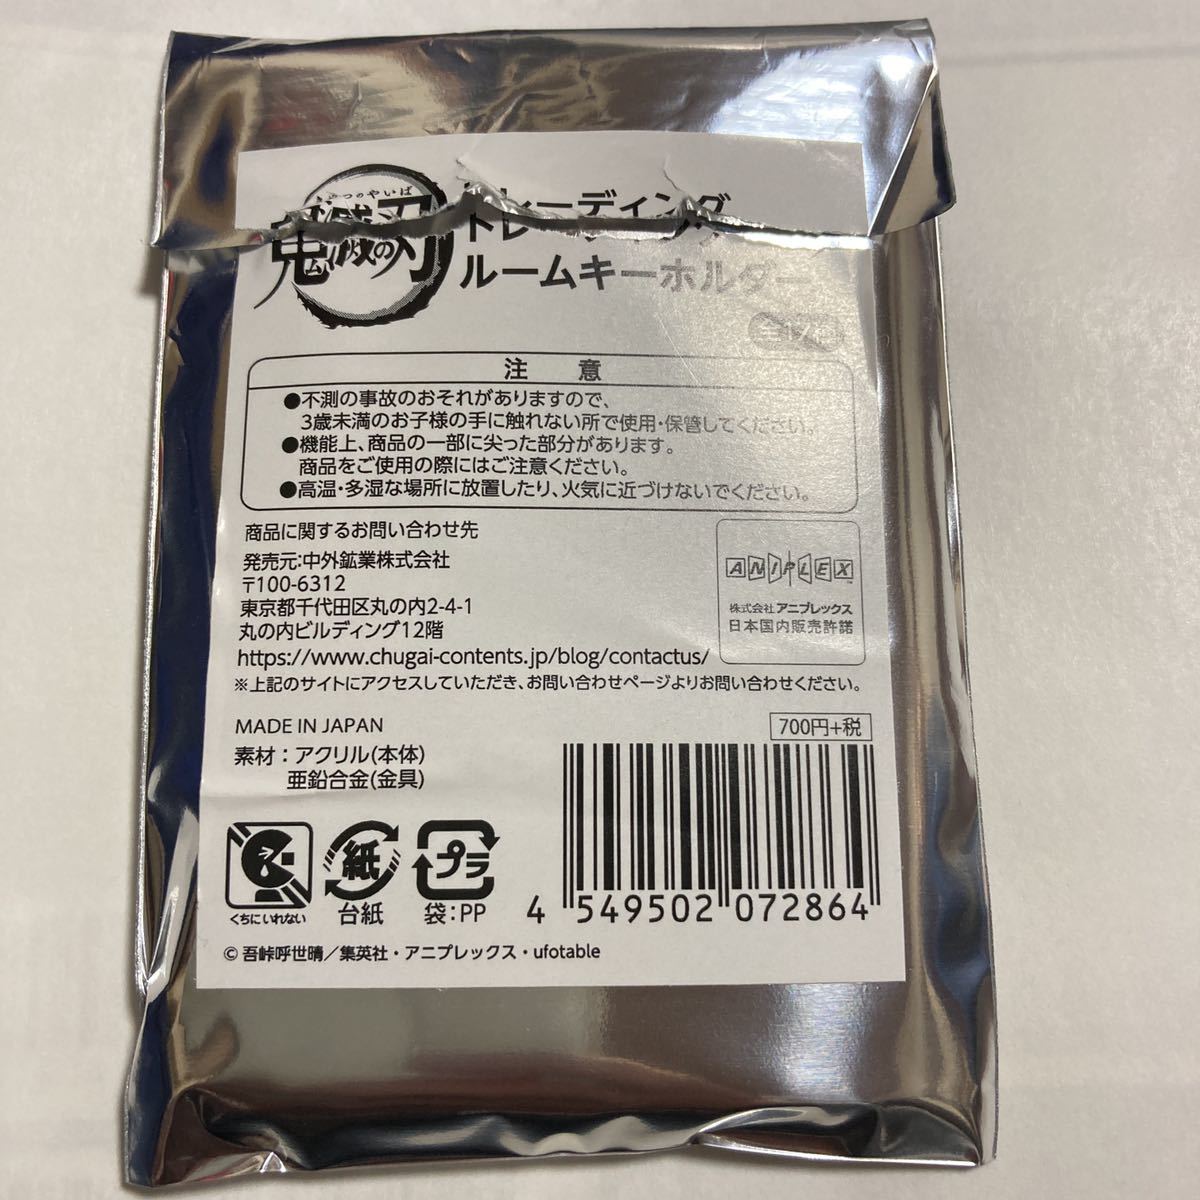 きめつのやいば
鬼滅の刃
トレーディング
ルームキーホルダー
注　意
●不測の事故のおそれがありますので、
3歳未満のお子様の手に触れない所で使用・保管してください。
●機能上、商品の一部に尖った部分があります。
商品をご使用の際にはご注意ください。
●高温・多湿な場所に放置したり、火気に近づけないでください。
商品に関するお問い合わせ先
発売元:中外鉱業株式会社
〒100-6312
東京都千代田区丸の内2-4-1
丸の内ビルディング12階
https://www.chugai-contents.jp/blog/contactus/
※上記のサイトにアクセスしていただき、お問い合わせページよりお問い合わせください。
ANIPLEX
株式会社 アニプレックス
日本国内販売許諾
MADE IN JAPAN
素材：アクリル(本体)
亜鉛合金(金具)
700円+税
くちにいれない
紙
台紙
プラ
袋：PP
4 549502 072864
© 吾峠呼世晴／集英社・アニプレックス・ufotable